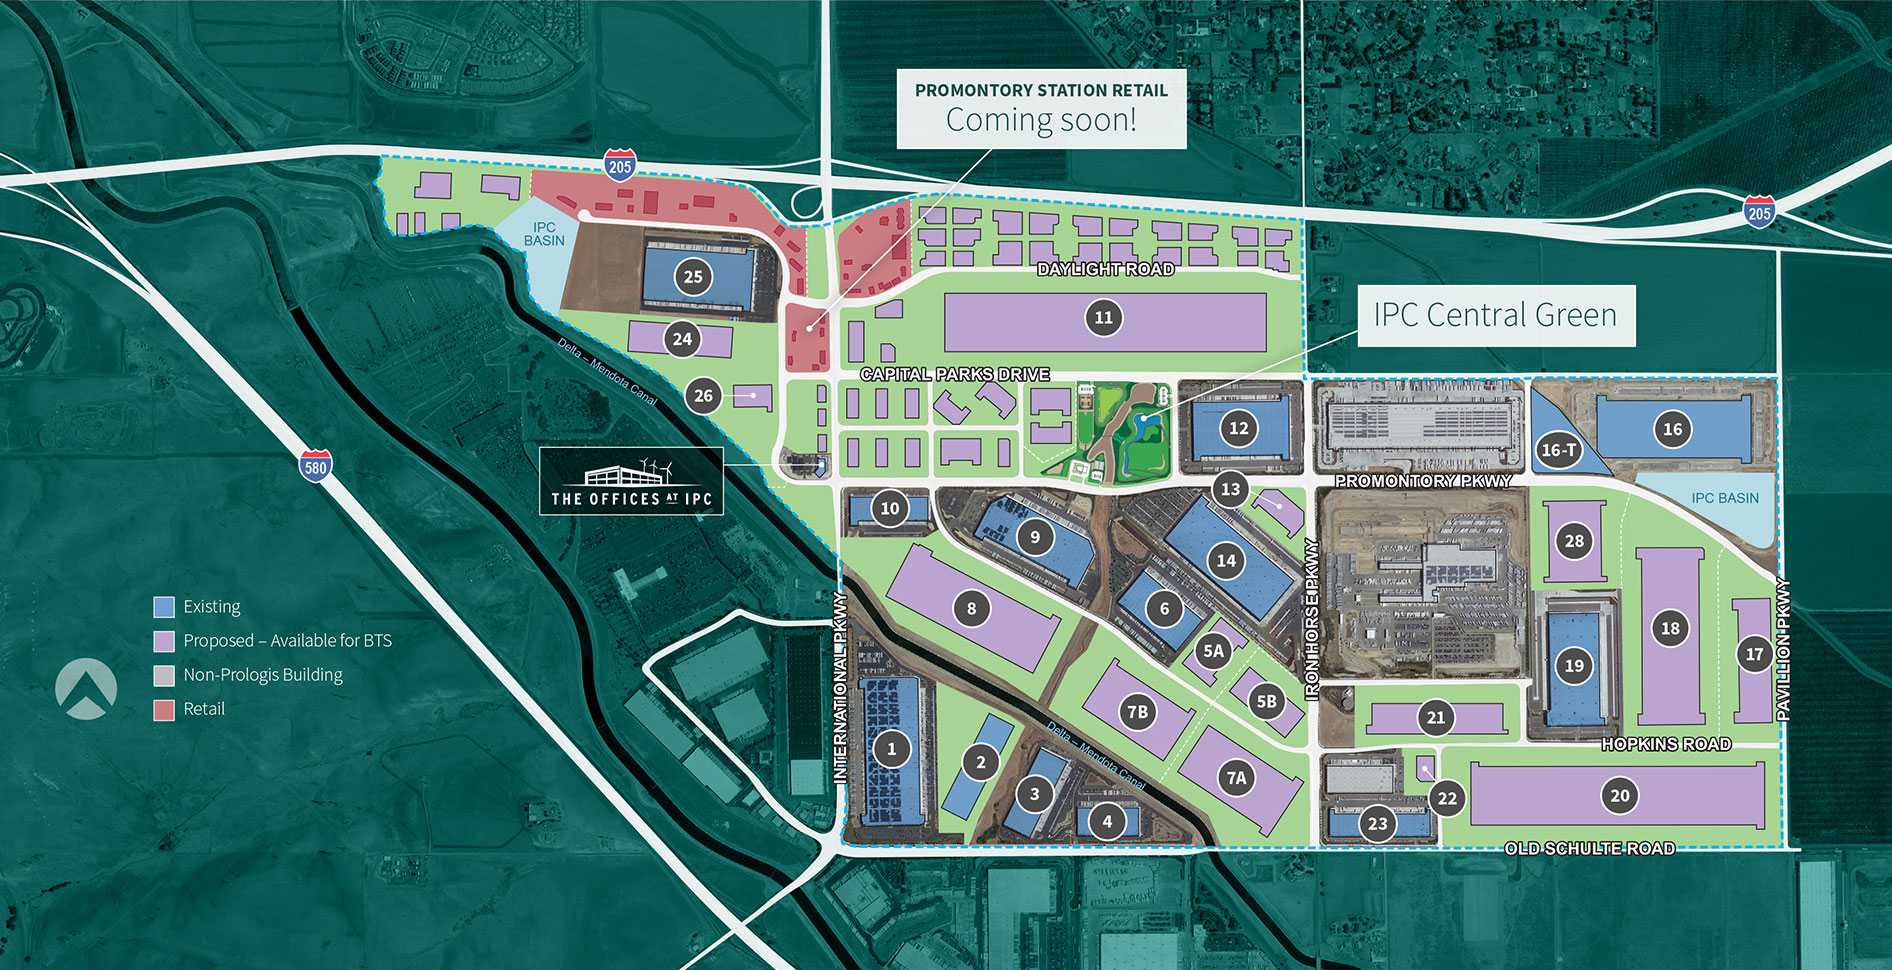 PROMONTORY STATION RETAIL
Coming soon!
205
205
IPC
BASIN
25
DAYLIGHT ROAD
11
IPC Central Green
24
Delta – Mendota Canal
CAPITAL PARKS DRIVE
26
12
16-T
16
580
THE OFFICES AT IPC
PROMONTORY PKWY
13
IPC BASIN
10
9
14
28
IRON HORSE PKWY
INTERNATIONAL PKWY
PAVILLION PKWY
8
6
5A
5B
18
17
19
Existing
Proposed – Available for BTS
Non-Prologis Building
Retail
7B
21
HOPKINS ROAD
1
2
Delta – Mendota Canal
3
4
7A
22
20
23
OLD SCHULTE ROAD